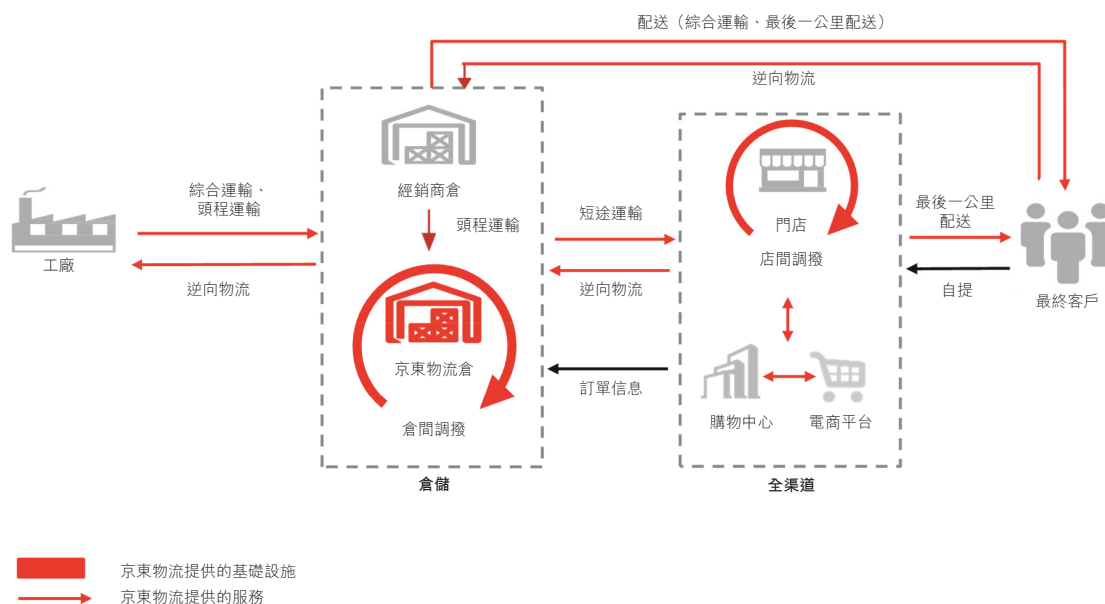 配送（綜合運輸、最後一公里配送）
逆向物流
經銷商倉
頭程運輸
綜合運輸、
頭程運輸
工廠
逆向物流
京東物流倉
倉間調撥
倉儲
短途運輸
逆向物流
訂單信息
門店
店間調撥
購物中心
電商平台
全渠道
最後一公里
配送
自提
最終客戶
京東物流提供的基礎設施
京東物流提供的服務